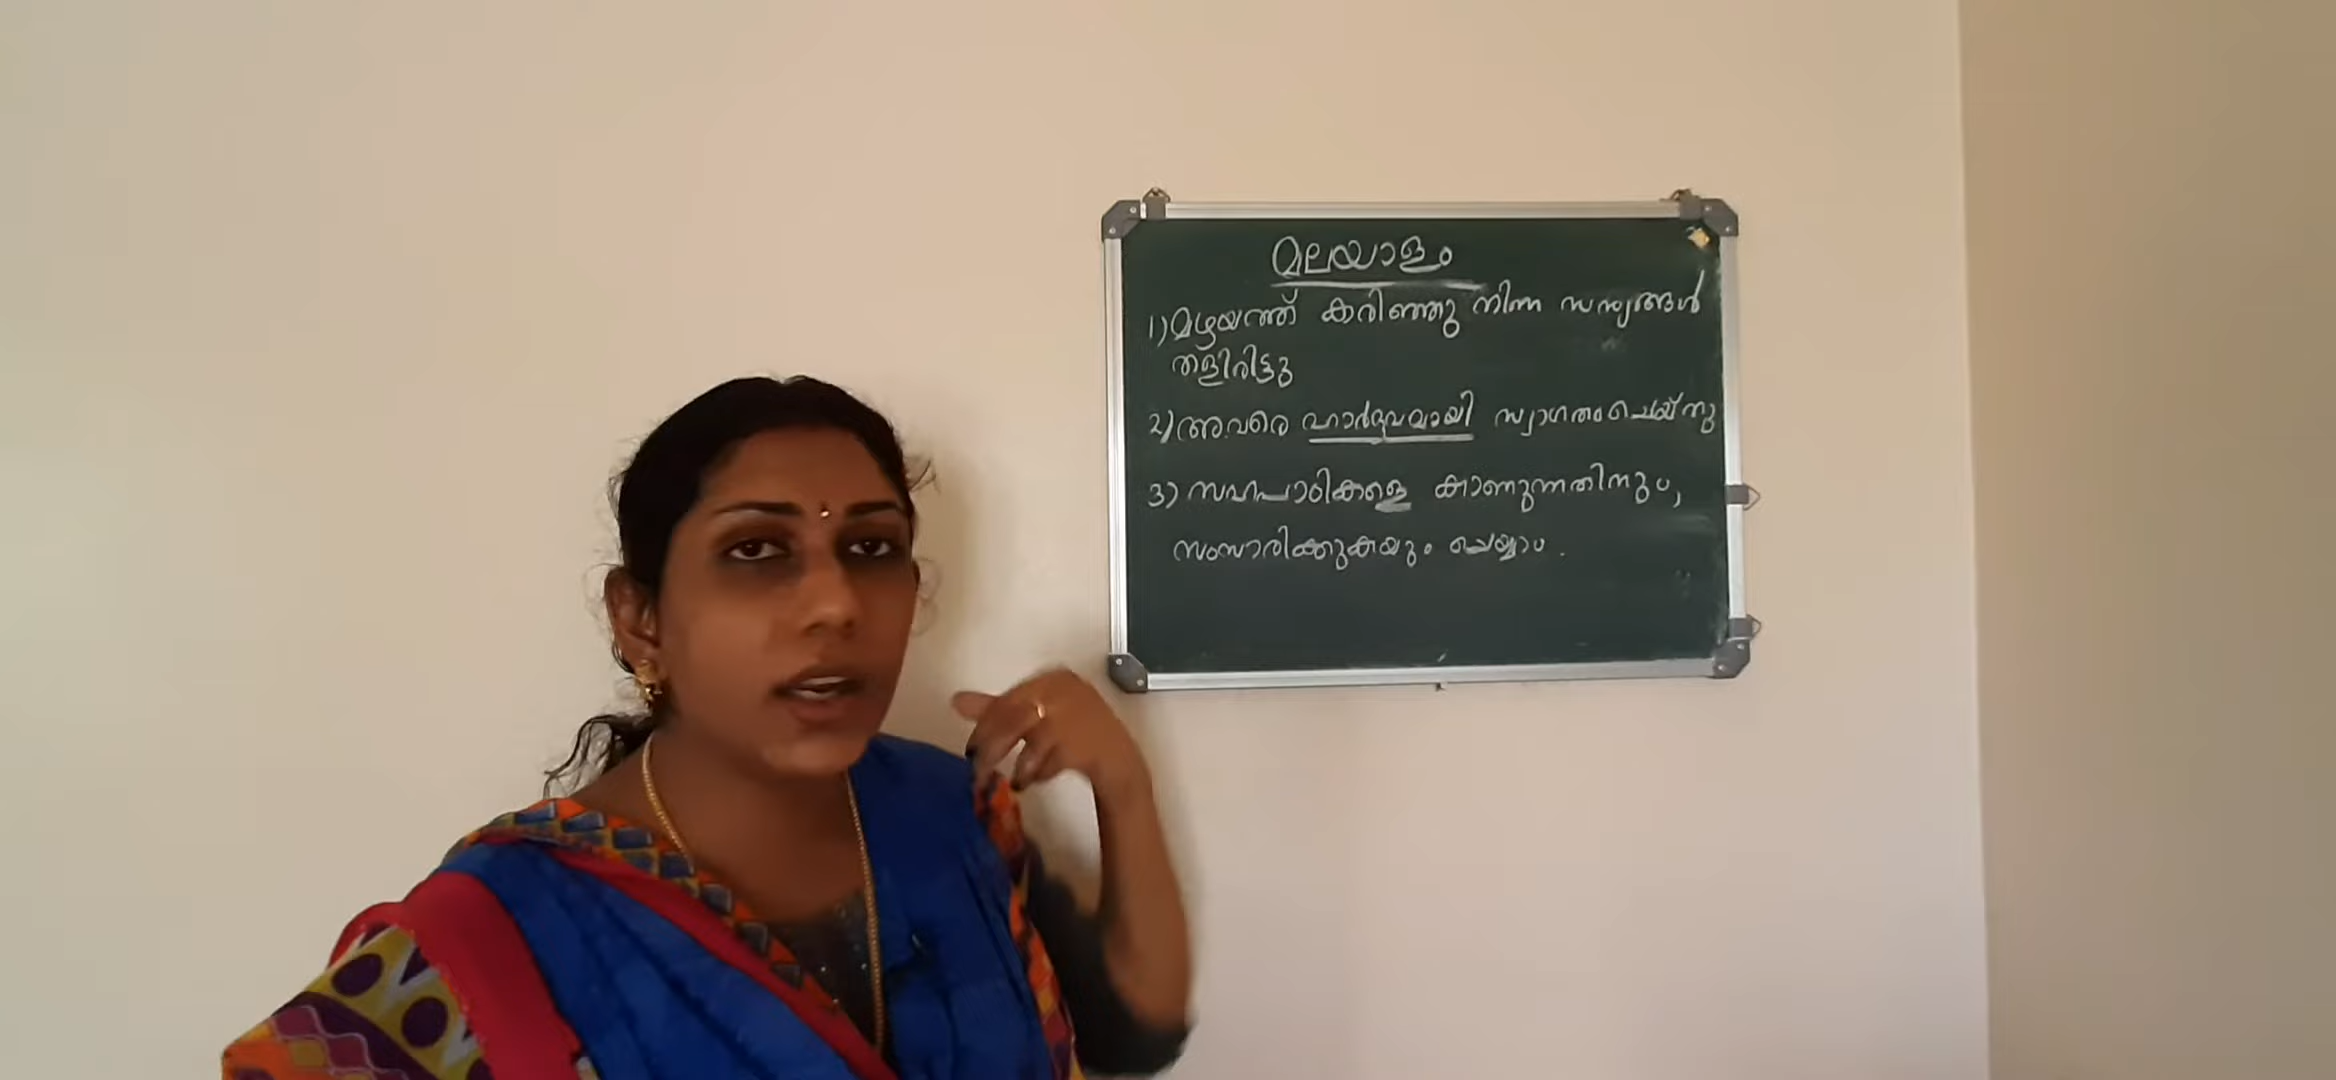 മലയാളം
1) മഴയത്ത് കരിഞ്ഞു നിന്ന സസ്യങ്ങൾ
തളിരിട്ടു
2) അവരെ ഹാർദ്ദവമായി സ്വാഗതംചെയ്നു
3) സഹപാഠികളെ കാണുന്നതിനും,
സംസാരിക്കുകയും ചെയ്യാം.